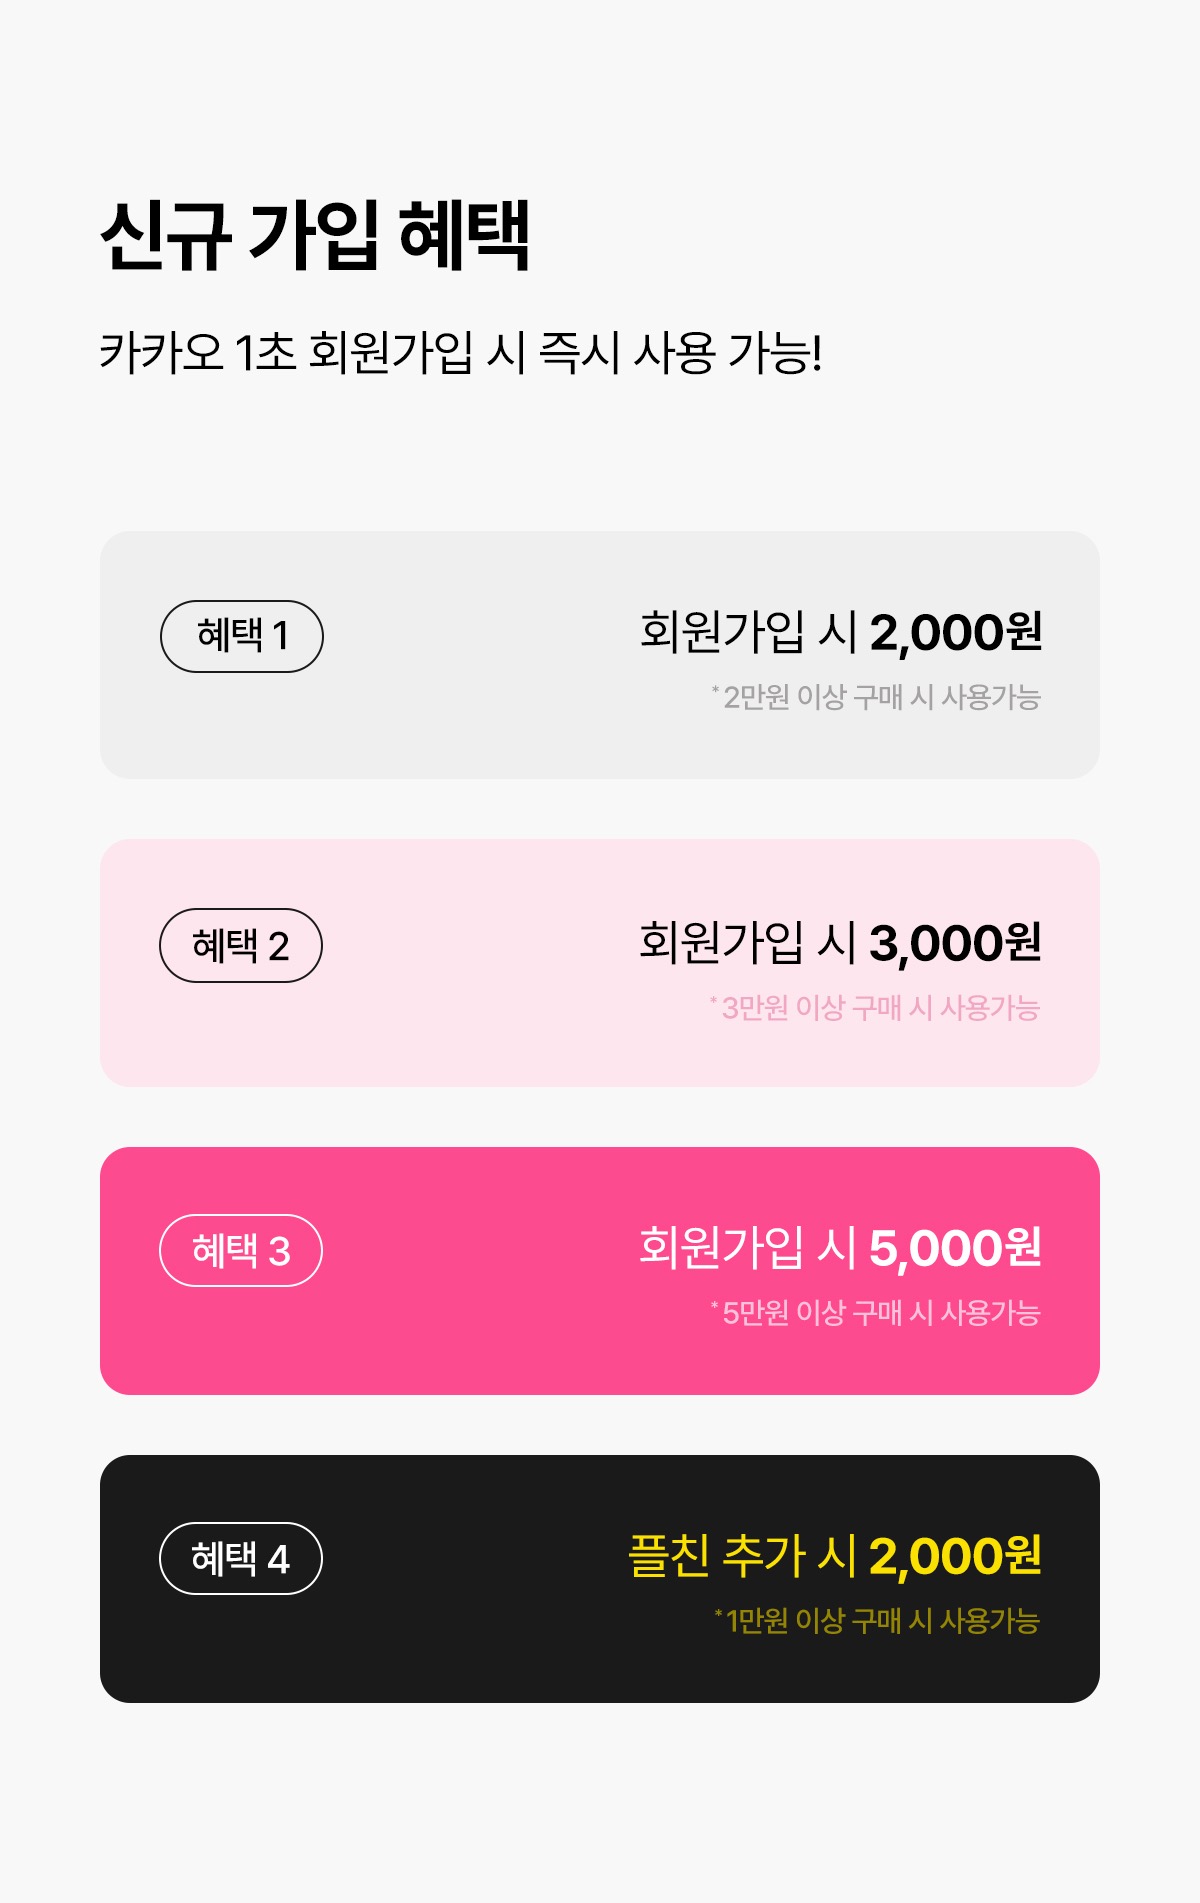 신규 가입 혜택
카카오 1초 회원가입 시 즉시 사용 가능!
혜택 1
회원가입 시 2,000원
*2만원 이상 구매 시 사용가능
혜택 2
회원가입 시 3,000원
*3만원 이상 구매 시 사용가능
혜택 3
회원가입 시 5,000원
*5만원 이상 구매 시 사용가능
혜택 4
플친 추가 시 2,000원
*1만원 이상 구매 시 사용가능